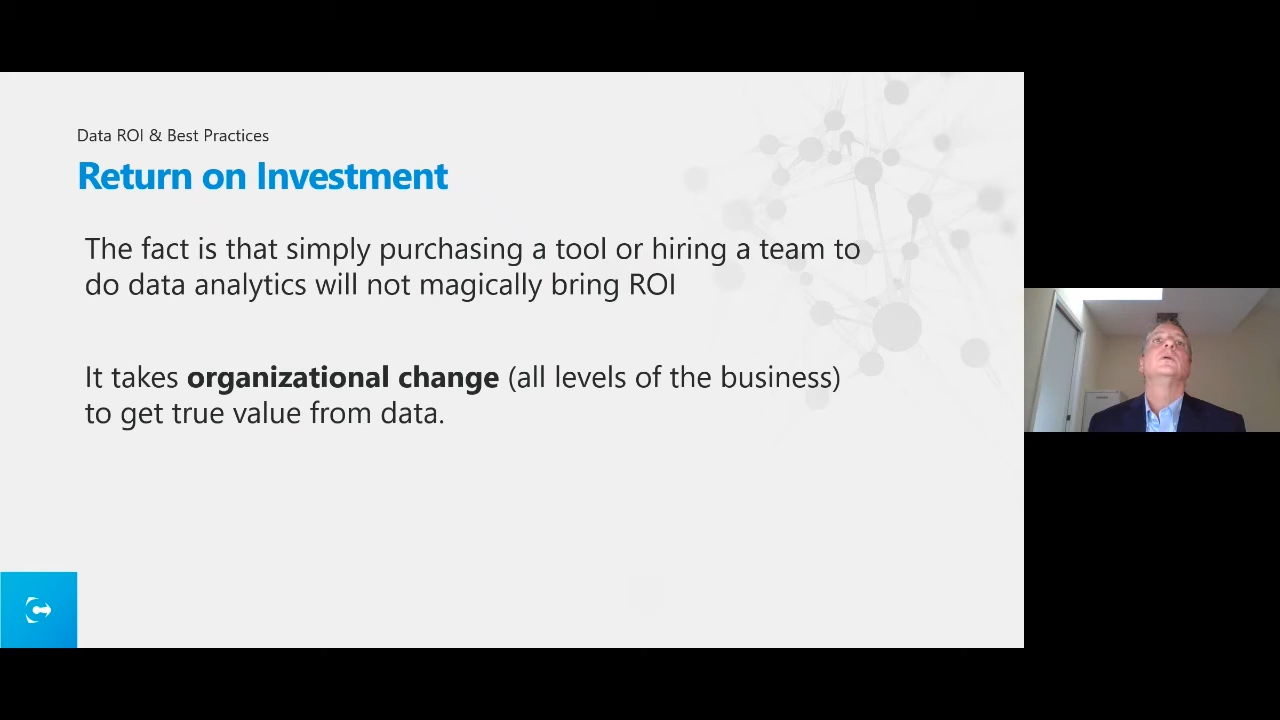 Data ROI & Best Practices
Return on Investment
The fact is that simply purchasing a tool or hiring a team to
do data analytics will not magically bring ROI
It takes organizational change (all levels of the business)
to get true value from data.